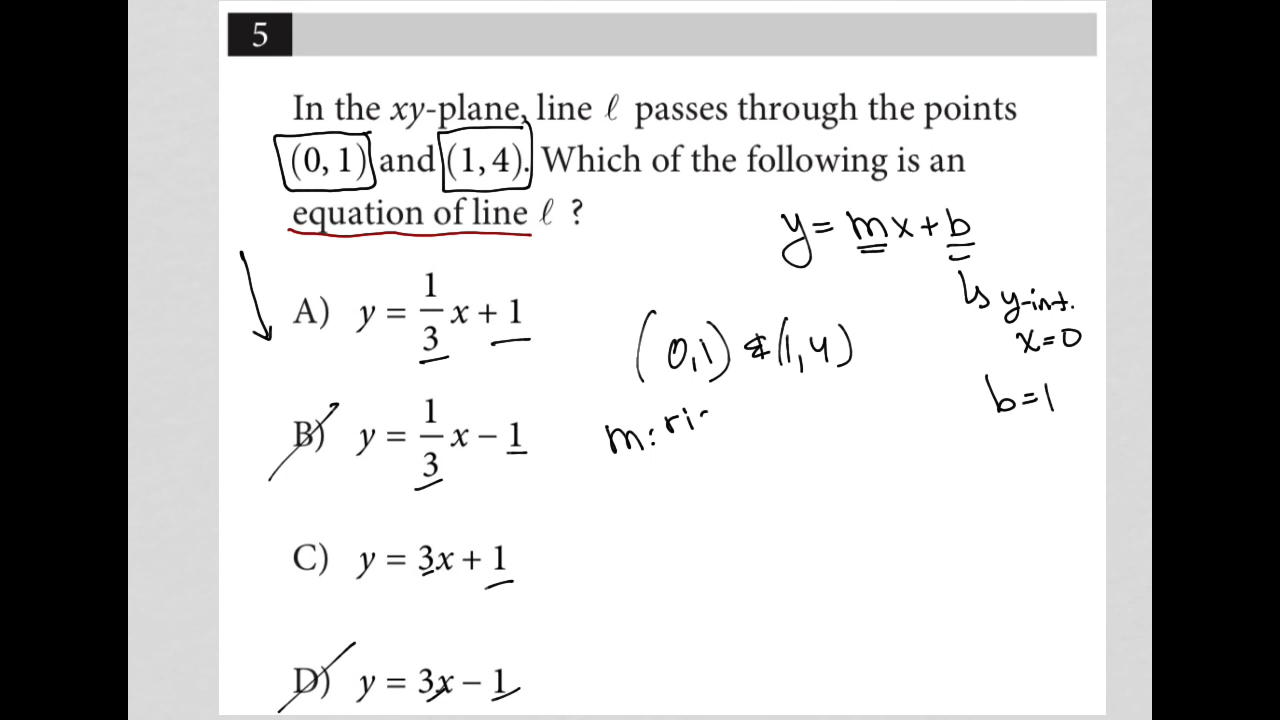 5
In the xy-plane, line ℓ passes through the points
(0, 1) and (1, 4). Which of the following is an
equation of line ℓ ?
y = mx + b
↳ y-int.
x = 0
b = 1
(0,1) & (1,4)
m: ri
A) y = 1/3 x + 1
B) y = 1/3 x − 1
C) y = 3x + 1
D) y = 3x − 1